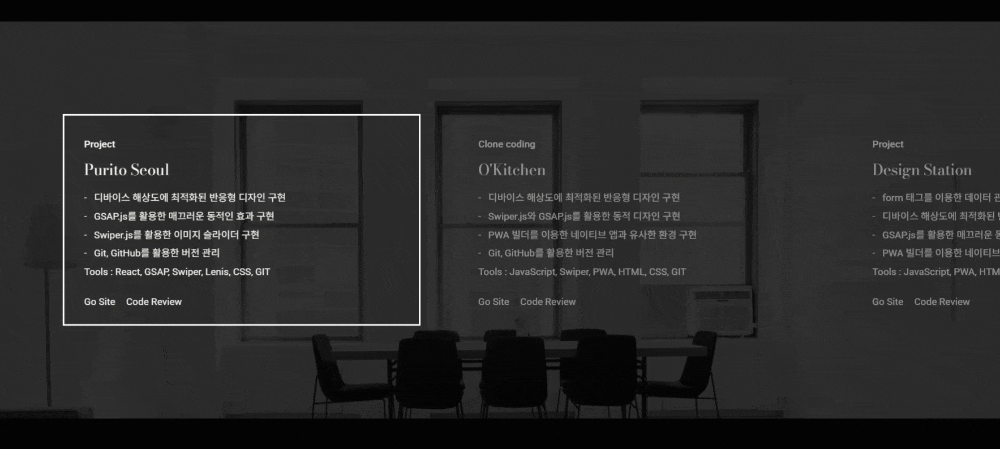 Project
Purito Seoul
- 디바이스 해상도에 최적화된 반응형 디자인 구현
- GSAP.js를 활용한 매끄러운 동적인 효과 구현
- Swiper.js를 활용한 이미지 슬라이더 구현
- Git, GitHub를 활용한 버전 관리
Tools : React, GSAP, Swiper, Lenis, CSS, GIT
Go Site Code Review
Clone coding
O'Kitchen
- 디바이스 해상도에 최적화된 반응형 디자인 구현
- Swiper.js와 GSAP.js를 활용한 동적 디자인 구현
- PWA 빌더를 이용한 네이티브 앱과 유사한 환경 구현
- Git, GitHub를 활용한 버전 관리
Tools : JavaScript, Swiper, PWA, HTML, CSS, GIT
Go Site Code Review
Project
Design Station
- form 태그를 이용한 데이터
- 디바이스 해상도에 최적화된
- GSAP.js를 활용한 매끄러운
- PWA 빌더를 이용한 네이티브
Tools : JavaScript, PWA, HTM
Go Site Code Review